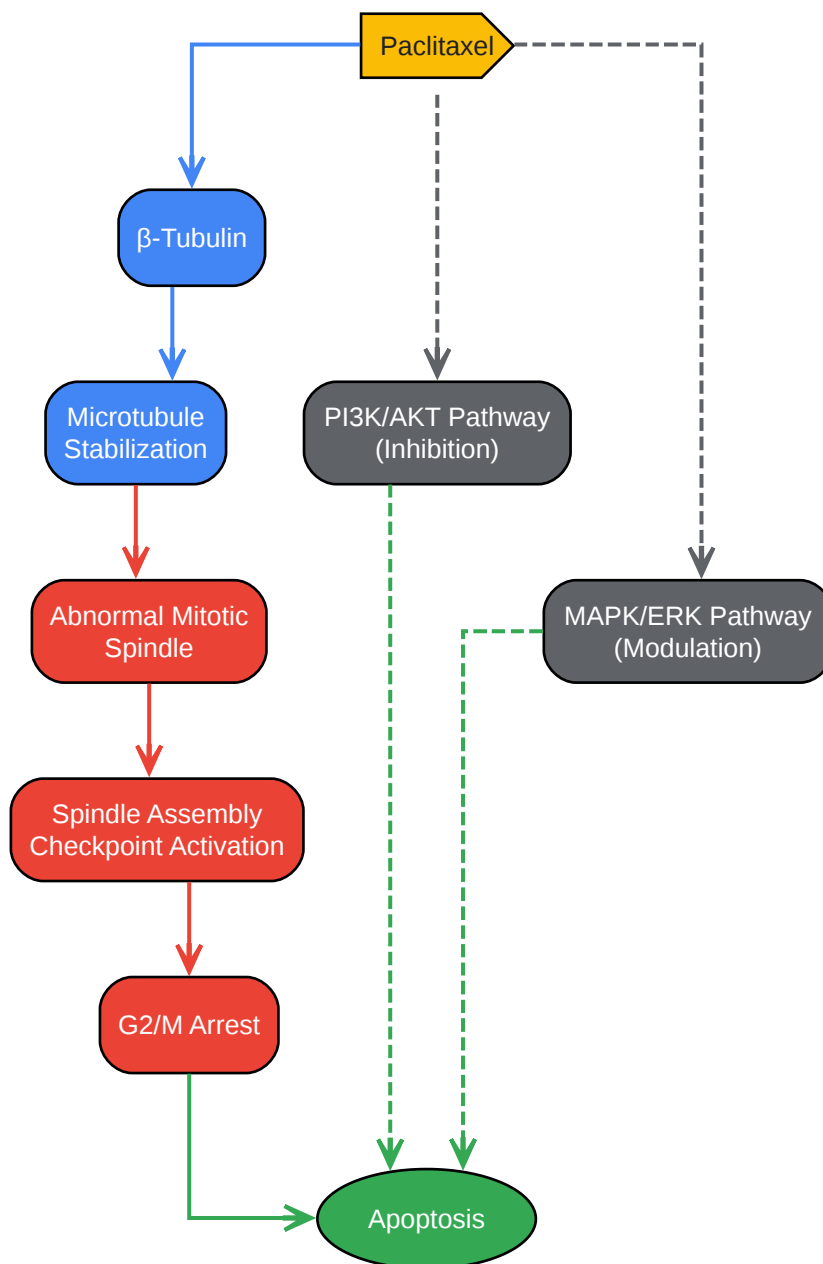 Paclitaxel
β-Tubulin
Microtubule
Stabilization
PI3K/AKT Pathway
(Inhibition)
Abnormal Mitotic
Spindle
MAPK/ERK Pathway
(Modulation)
Spindle Assembly
Checkpoint Activation
G2/M Arrest
Apoptosis